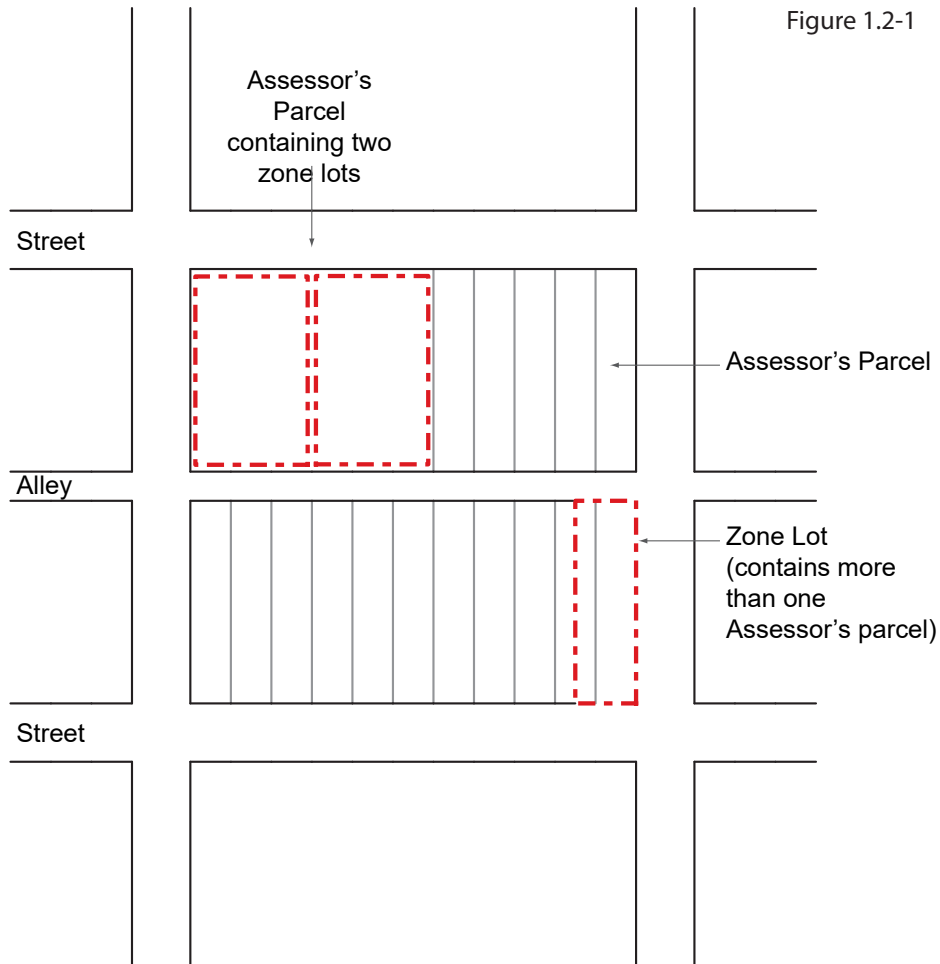 Figure 1.2-1
Assessor’s
Parcel
containing two
zone lots
Street
Assessor’s Parcel
Alley
Zone Lot
(contains more
than one
Assessor’s parcel)
Street